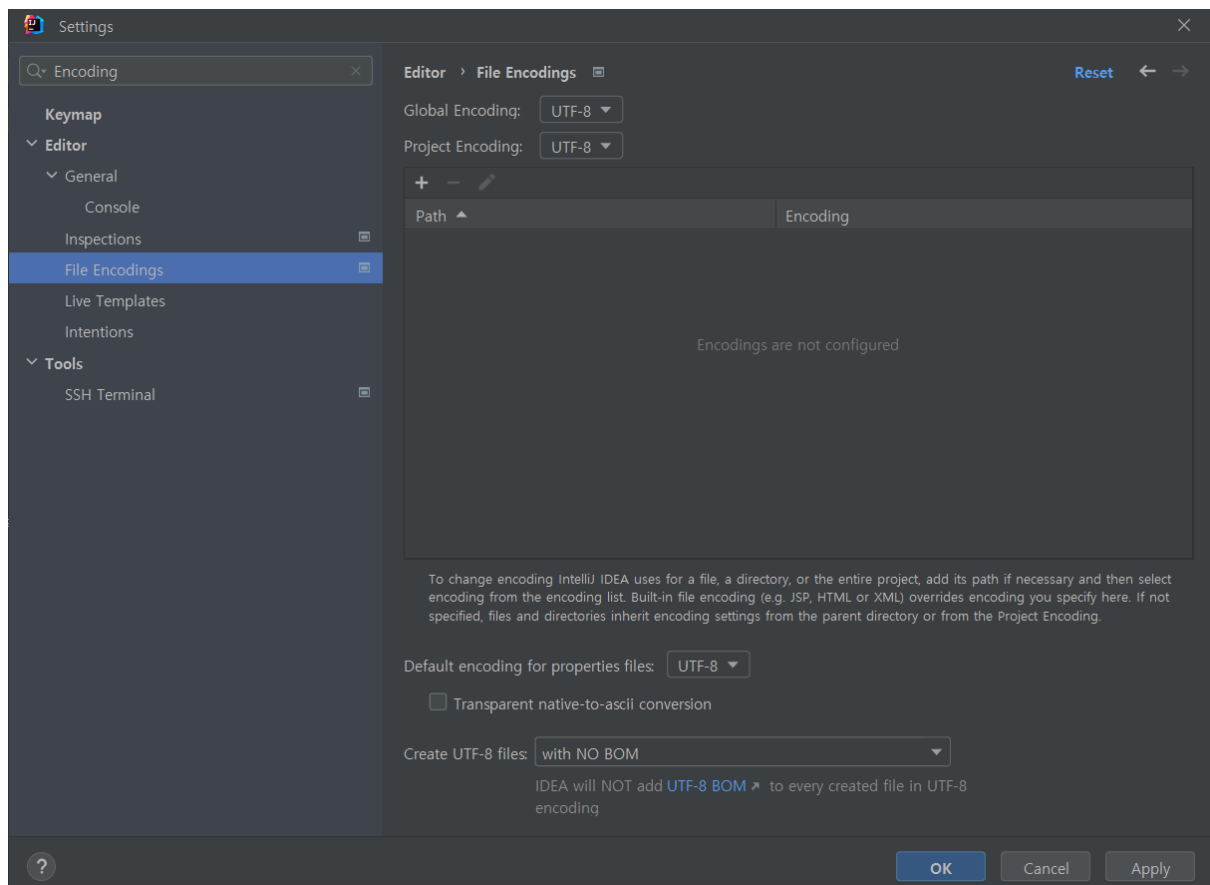 Settings
Encoding
Keymap
Editor
General
Console
Inspections
File Encodings
Live Templates
Intentions
Tools
SSH Terminal
Editor › File Encodings
Reset
Global Encoding: UTF-8
Project Encoding: UTF-8
Path Encoding
Encodings are not configured
To change encoding IntelliJ IDEA uses for a file, a directory, or the entire project, add its path if necessary and then select
encoding from the encoding list. Built-in file encoding (e.g. JSP, HTML or XML) overrides encoding you specify here. If not
specified, files and directories inherit encoding settings from the parent directory or from the Project Encoding.
Default encoding for properties files: UTF-8
Transparent native-to-ascii conversion
Create UTF-8 files: with NO BOM
IDEA will NOT add UTF-8 BOM ↗ to every created file in UTF-8
encoding
?
OK Cancel Apply